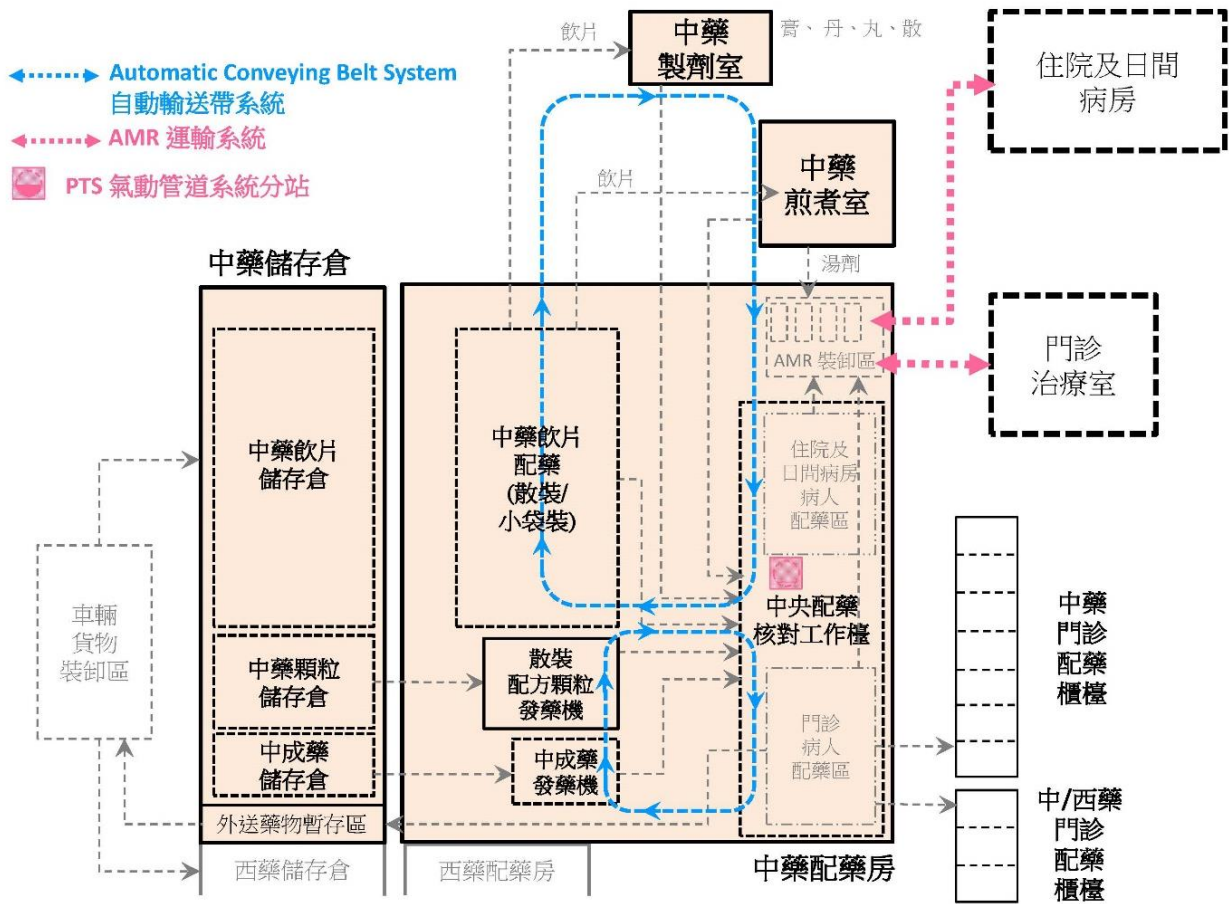 Automatic Conveying Belt System
自動輸送帶系統
AMR 運輸系統
PTS 氣動管道系統分站
飲片
中藥
製劑室
膏、丹、丸、散
住院及日間
病房
飲片
中藥
煎煮室
湯劑
AMR 裝卸區
門診
治療室
中藥儲存倉
中藥飲片
儲存倉
中藥顆粒
儲存倉
中成藥
儲存倉
外送藥物暫存區
西藥儲存倉
車輛
貨物
裝卸區
中藥飲片
配藥
(散裝/
小袋裝)
散裝
配方顆粒
發藥機
中成藥
發藥機
西藥配藥房
住院及
日間病房
病人
配藥區
中央配藥
核對工作檯
門診
病人
配藥區
中藥配藥房
中藥
門診
配藥
櫃檯
中/西藥
門診
配藥
櫃檯